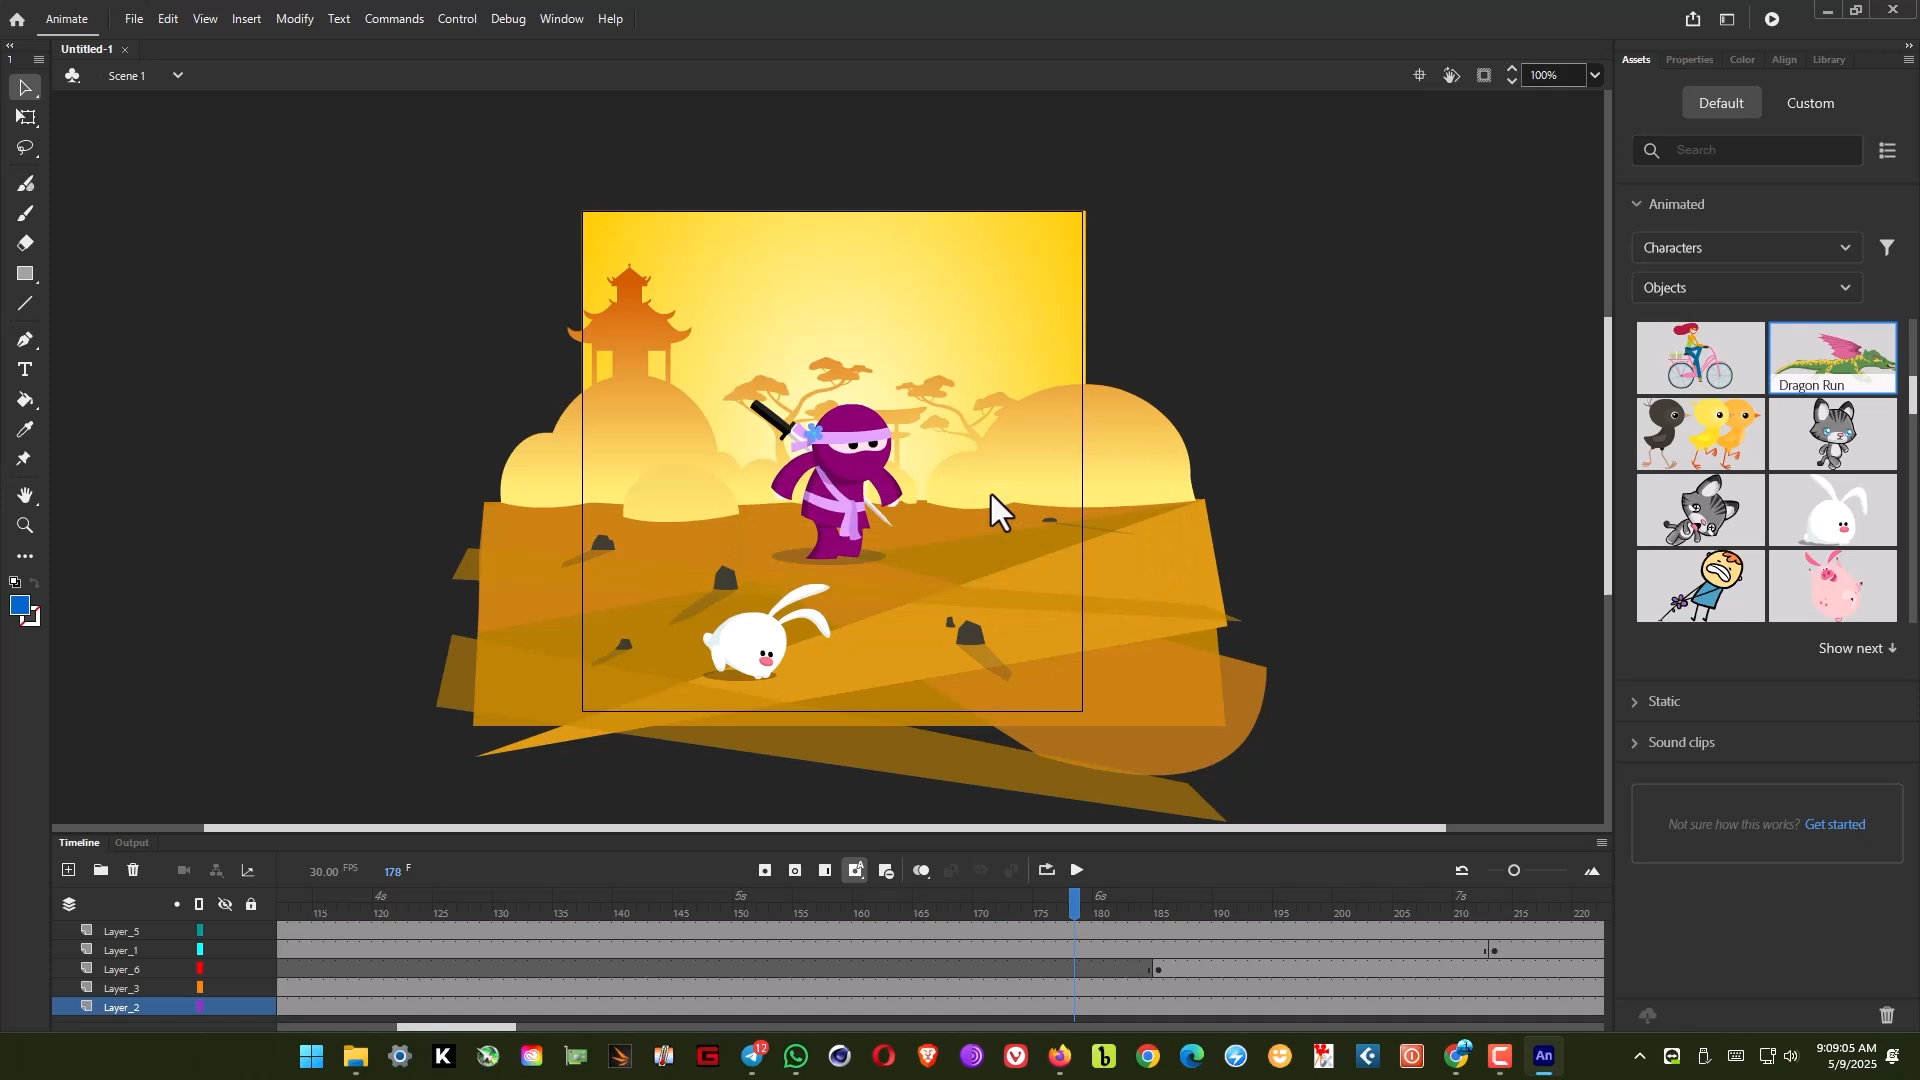 Animate File Edit View Insert Modify Text Commands Control Debug Window Help
1 Untitled-1
Scene 1 100%
Assets Properties Color Align Library
Default Custom
Search
Animated
Characters
Objects
Dragon Run
Show next
Static
Sound clips
Not sure how this works? Get started
Timeline Output
30.00 FPS 178 F
4s 5s 6s 7s
115 120 125 130 135 140 145 150 155 160 165 170 175 180 185 190 195 200 205 210 215 220
Layer_5
Layer_1
Layer_6
Layer_3
Layer_2
K G 12 b An
9:09:05 AM
5/9/2025